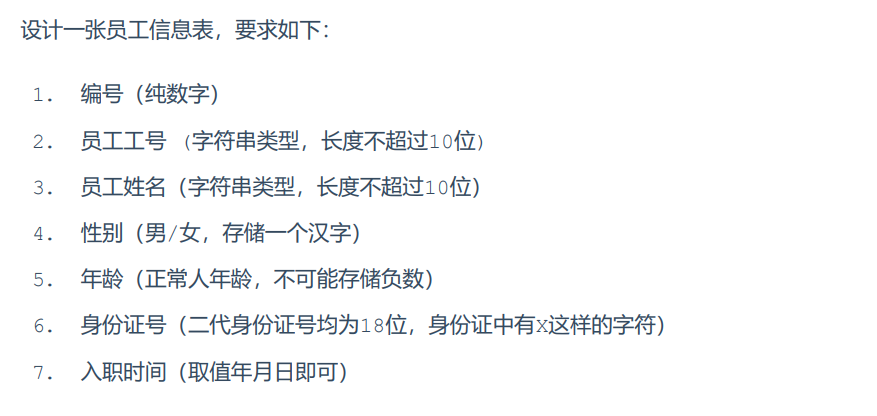 设计一张员工信息表，要求如下：
1. 编号（纯数字）
2. 员工工号 (字符串类型，长度不超过10位)
3. 员工姓名（字符串类型，长度不超过10位）
4. 性别（男/女，存储一个汉字）
5. 年龄（正常人年龄，不可能存储负数）
6. 身份证号（二代身份证号均为18位，身份证中有X这样的字符）
7. 入职时间（取值年月日即可）